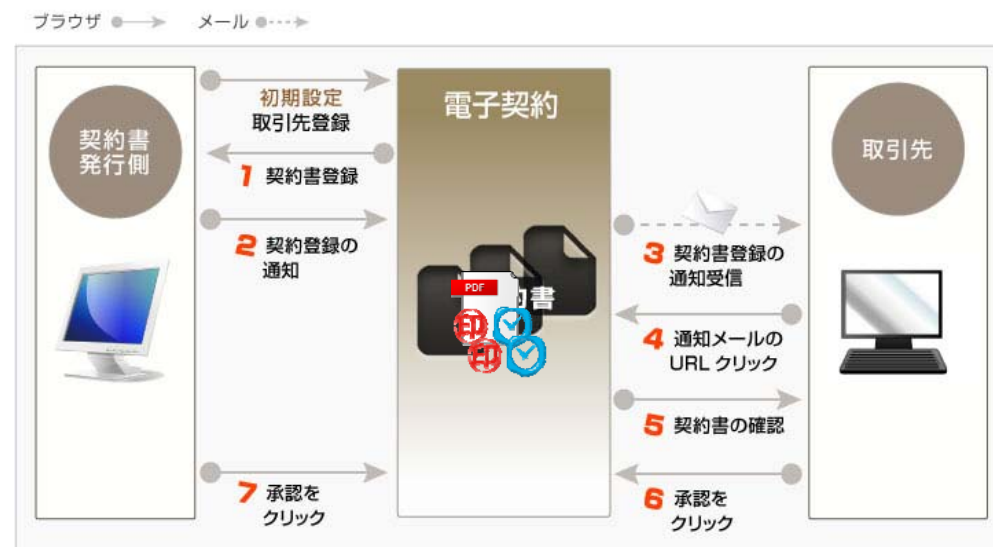 ブラウザ
メール
契約書
発行側
初期設定
取引先登録
1 契約書登録
2 契約登録の
通知
7 承認を
クリック
電子契約
PDF
約書
印
印
3 契約書登録の
通知受信
4 通知メールの
URL クリック
5 契約書の確認
6 承認を
クリック
取引先